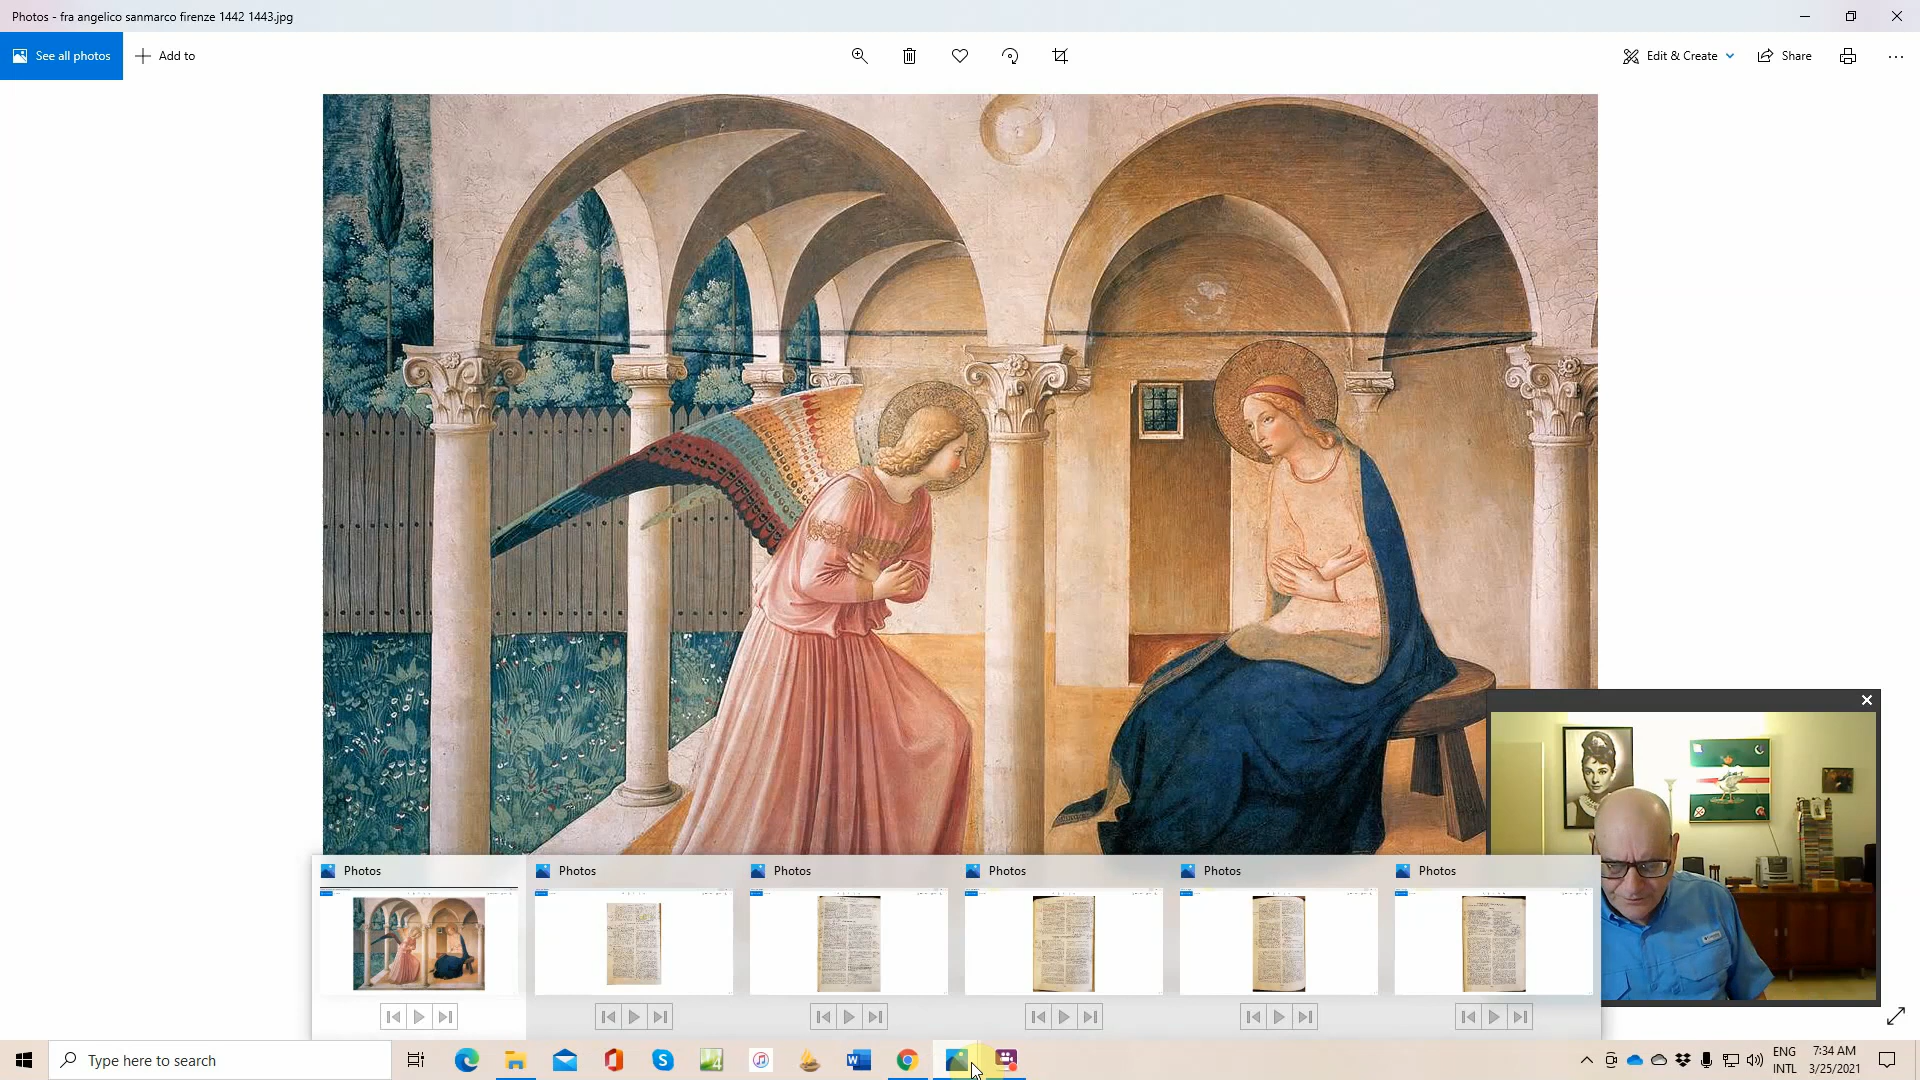 Photos - fra angelico sanmarco firenze 1442 1443.jpg
See all photos
Add to
Edit & Create
Share
Photos
Photos
Photos
Photos
Photos
Photos
Type here to search
ENG
INTL
7:34 AM
3/25/2021